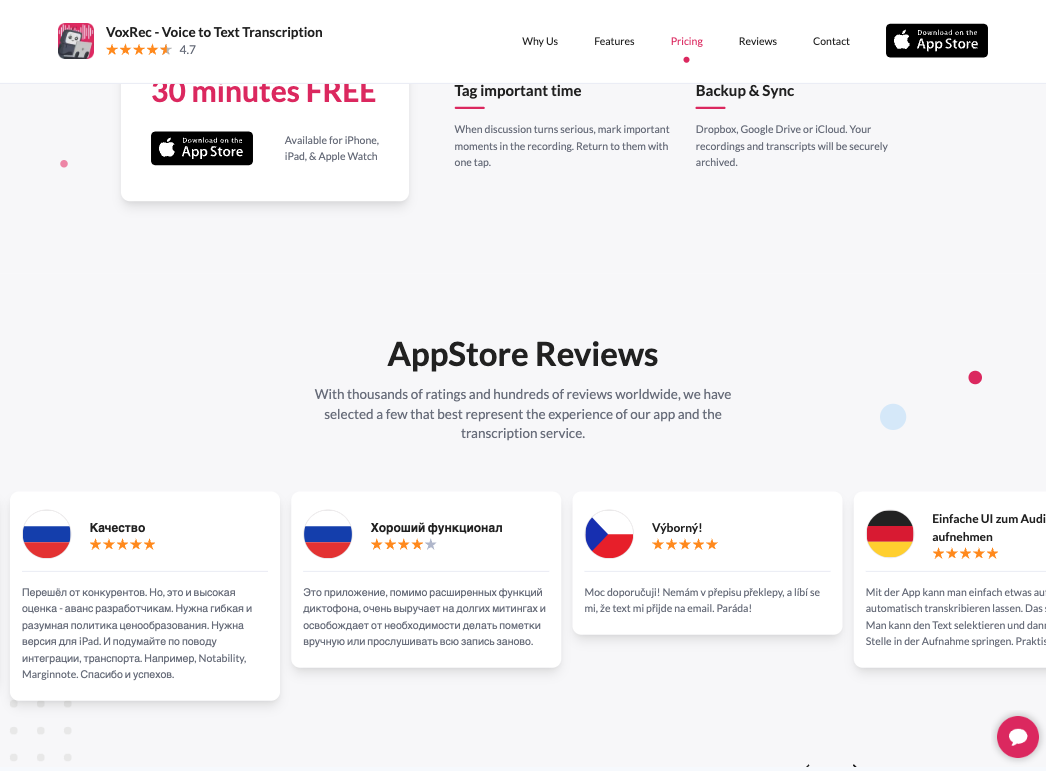 VoxRec - Voice to Text Transcription
4.7
Why Us
Features
Pricing
Reviews
Contact
Download on the
App Store
30 minutes FREE
Download on the
App Store
Available for iPhone,
iPad, & Apple Watch
Tag important time
When discussion turns serious, mark important
moments in the recording. Return to them with
one tap.
Backup & Sync
Dropbox, Google Drive or iCloud. Your
recordings and transcripts will be securely
archived.
AppStore Reviews
With thousands of ratings and hundreds of reviews worldwide, we have
selected a few that best represent the experience of our app and the
transcription service.
Качество
Перешёл от конкурентов. Но, это и высокая
оценка - аванс разработчикам. Нужна гибкая и
разумная политика ценообразования. Нужна
версия для iPad. И подумайте по поводу
интеграции, транспорта. Например, Notability,
Marginnote. Спасибо и успехов.
Хороший функционал
Это приложение, помимо расширенных функций
диктофона, очень выручает на долгих митингах и
освобождает от необходимости делать пометки
вручную или прослушивать всю запись заново.
Výborný!
Moc doporučuji! Nemám v přepisu překlepy, a líbí se
mi, že text mi přijde na email. Paráda!
Einfache UI zum Audi
aufnehmen
Mit der App kann man einfach etwas au
automatisch transkribieren lassen. Das
Man kann den Text selektieren und dann
Stelle in der Aufnahme springen. Praktis